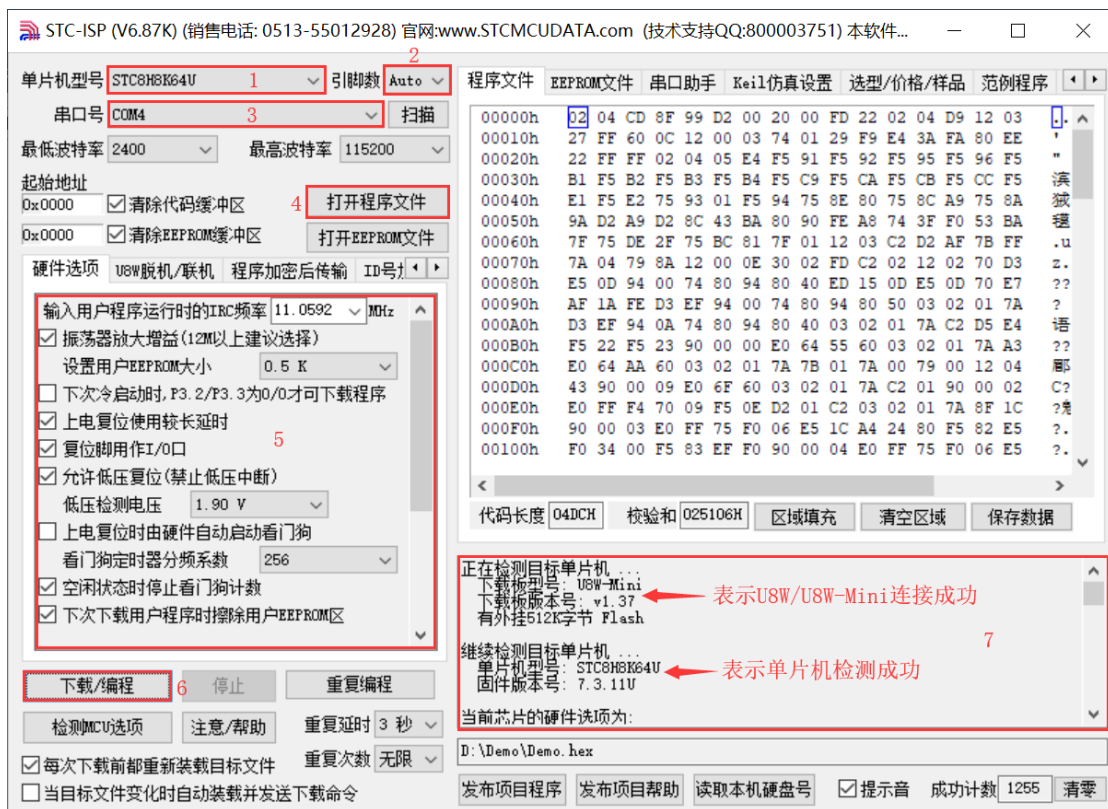 STC-ISP (V6.87K) (销售电话: 0513-55012928) 官网:www.STCMCUDATA.com (技术支持QQ:800003751) 本软件...
单片机型号 STC8H8K64U 1 引脚数 Auto 2
串口号 COM4 3 扫描
最低波特率 2400 最高波特率 115200
起始地址
0x0000 清除代码缓冲区 4 打开程序文件
0x0000 清除EEPROM缓冲区 打开EEPROM文件
硬件选项 U8W脱机/联机 程序加密后传输 ID号
输入用户程序运行时的IRC频率 11.0592 MHz
振荡器放大增益(12M以上建议选择)
设置用户EEPROM大小 0.5 K
下次冷启动时,P3.2/P3.3为0/0才可下载程序
上电复位使用较长延时
复位脚用作I/O口
5
允许低压复位(禁止低压中断)
低压检测电压 1.90 V
上电复位时由硬件自动启动看门狗
看门狗定时器分频系数 256
空闲状态时停止看门狗计数
下次下载用户程序时擦除用户EEPROM区
下载/编程 6 停止 重复编程
检测MCU选项 注意/帮助 重复延时 3 秒
重复次数 无限
每次下载前都重新装载目标文件
当目标文件变化时自动装载并发送下载命令
程序文件 EEPROM文件 串口助手 Keil仿真设置 选型/价格/样品 范例程序
00000h 02 04 CD 8F 99 D2 00 20 00 FD 22 02 04 D9 12 03 ..
00010h 27 FF 60 0C 12 00 03 74 01 29 F9 E4 3A FA 80 EE '
00020h 22 FF FF 02 04 05 E4 F5 91 F5 92 F5 95 F5 96 F5 "
00030h B1 F5 B2 F5 B3 F5 B4 F5 C9 F5 CA F5 CB F5 CC F5 滨
00040h E1 F5 E2 75 93 01 F5 94 75 8E 80 75 8C A9 75 8A
00050h 9A D2 A9 D2 8C 43 BA 80 90 FE A8 74 3F F0 53 BA
00060h 7F 75 DE 2F 75 BC 81 7F 01 12 03 C2 D2 AF 7B FF .u
00070h 7A 04 79 8A 12 00 0E 30 02 FD C2 02 12 02 70 D3 z.
00080h E5 0D 94 00 74 80 94 80 40 ED 15 0D E5 0D 70 E7 ??
00090h AF 1A FE D3 EF 94 00 74 80 94 80 50 03 02 01 7A ?
000A0h D3 EF 94 0A 74 80 94 80 40 03 02 01 7A C2 D5 E4 语
000B0h F5 22 F5 23 90 00 00 E0 64 55 60 03 02 01 7A A3 ??
000C0h E0 64 AA 60 03 02 01 7A 7B 01 7A 00 79 00 12 04 郿
000D0h 43 90 00 09 E0 6F 60 03 02 01 7A C2 01 90 00 02 C?
000E0h E0 FF F4 70 09 F5 0E D2 01 C2 03 02 01 7A 8F 1C
000F0h 90 00 03 E0 FF 75 F0 06 E5 1C A4 24 80 F5 82 E5 ?.
00100h F0 34 00 F5 83 EF F0 90 00 04 E0 FF 75 F0 06 E5 ?.
代码长度 04DCH 校验和 025106H 区域填充 清空区域 保存数据
正在检测目标单片机 ...
下载板型号: U8W-Mini
下载板版本号: v1.37
表示U8W/U8W-Mini连接成功
有外挂512K字节 Flash
7
继续检测目标单片机 ...
单片机型号: STC8H8K64U
表示单片机检测成功
固件版本号: 7.3.11U
当前芯片的硬件选项为:
D:\Demo\Demo.hex
发布项目程序 发布项目帮助 读取本机硬盘号 提示音 成功计数 1255 清零